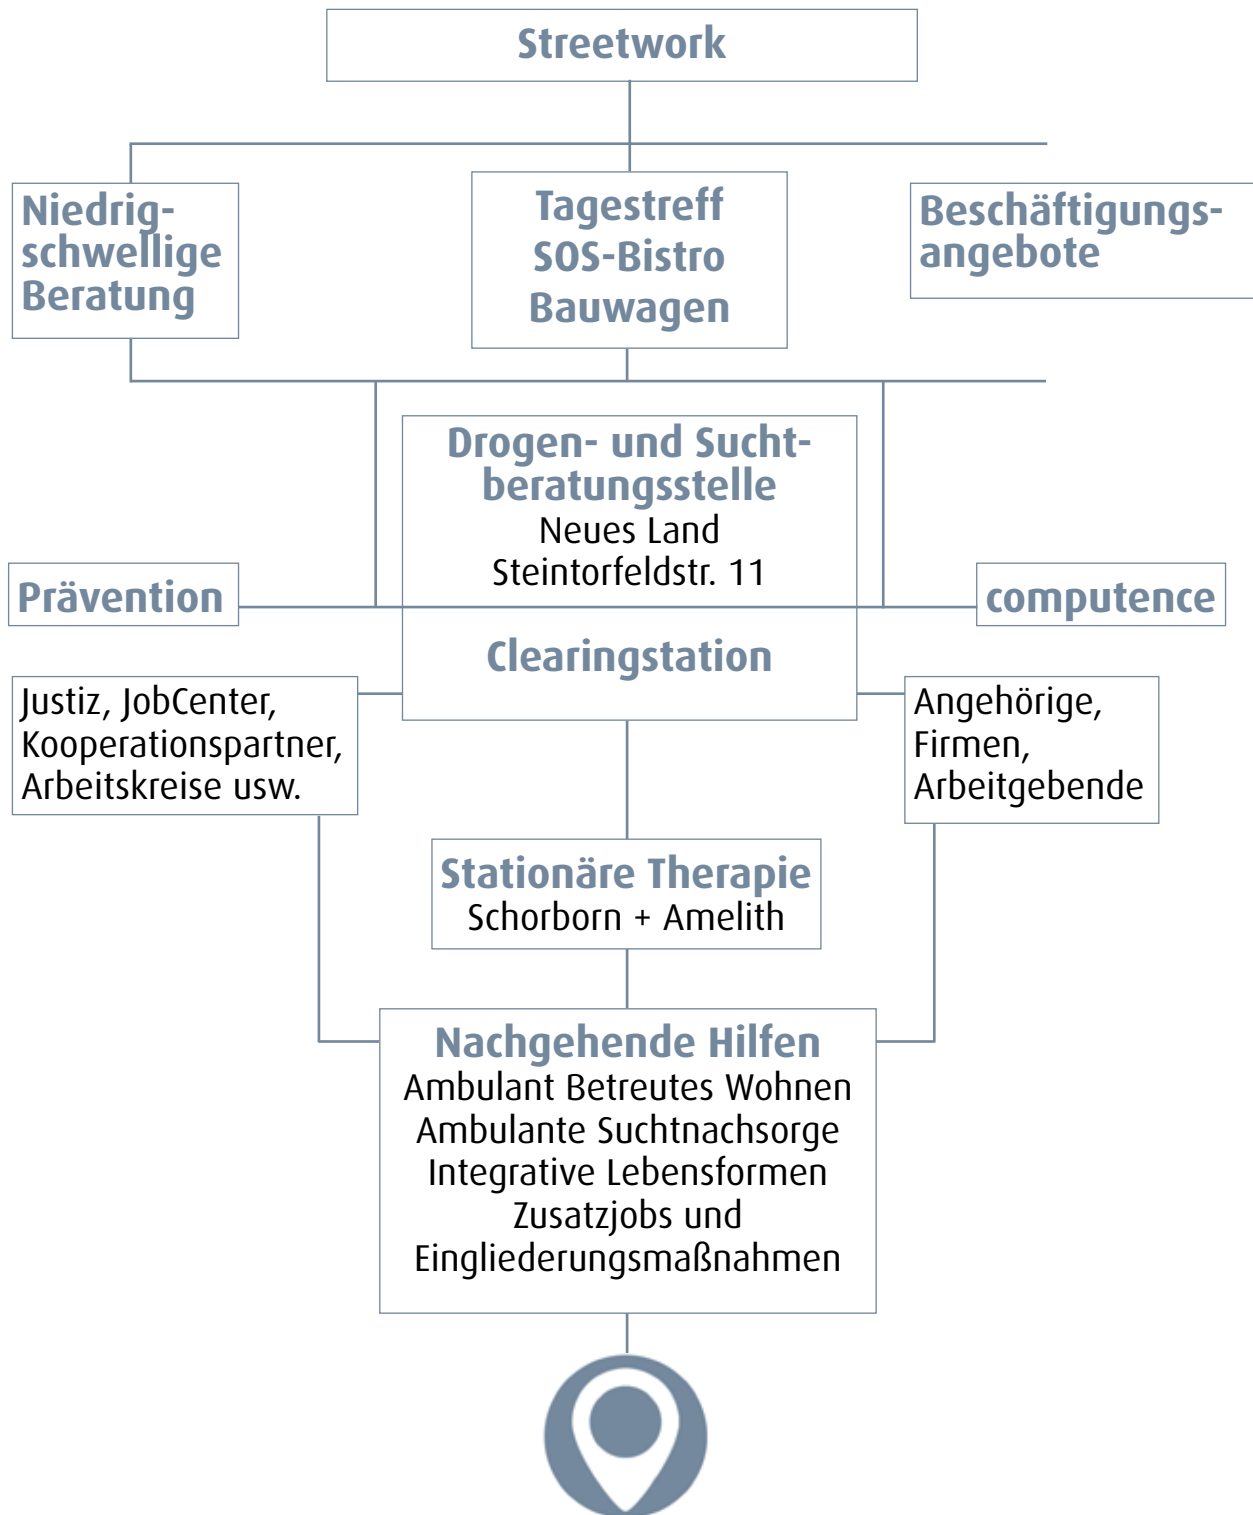 Streetwork
Niedrig-
schwellige
Beratung
Tagestreff
SOS-Bistro
Bauwagen
Beschäftigungs-
angebote
Drogen- und Sucht-
beratungsstelle
Neues Land
Steintorfeldstr. 11
Prävention
computence
Clearingstation
Justiz, JobCenter,
Kooperationspartner,
Arbeitskreise usw.
Angehörige,
Firmen,
Arbeitgebende
Stationäre Therapie
Schorborn + Amelith
Nachgehende Hilfen
Ambulant Betreutes Wohnen
Ambulante Suchtnachsorge
Integrative Lebensformen
Zusatzjobs und
Eingliederungsmaßnahmen